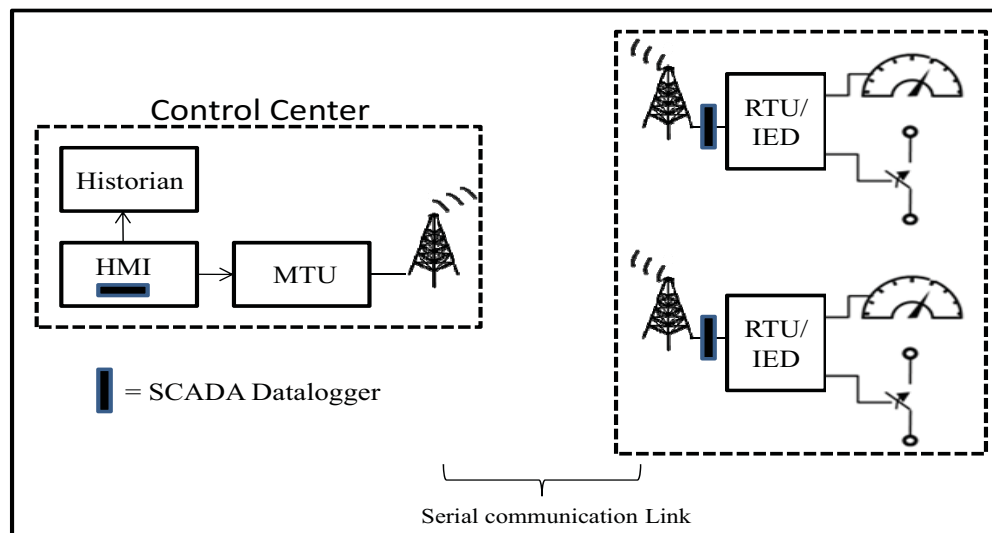 Control Center
Historian
HMI
MTU
= SCADA Datalogger
RTU/
IED
RTU/
IED
Serial communication Link